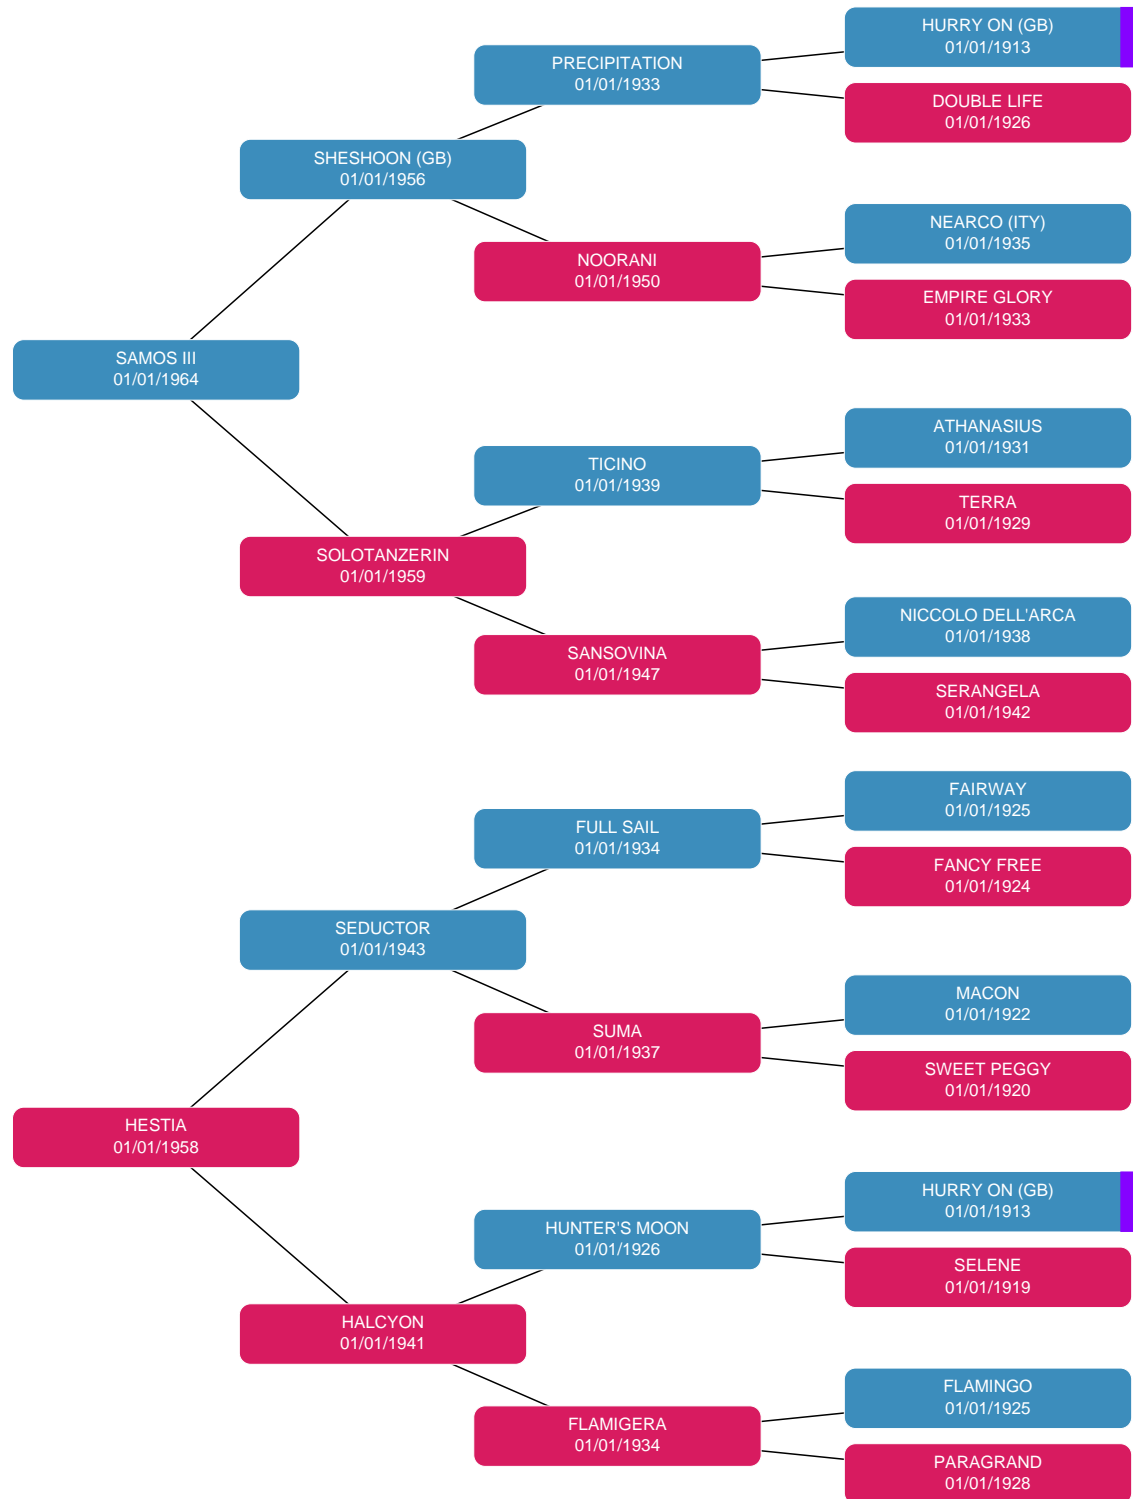 HURRY ON (GB)
01/01/1913
PRECIPITATION
01/01/1933
DOUBLE LIFE
01/01/1926
SHESHOON (GB)
01/01/1956
NEARCO (ITY)
01/01/1935
NOORANI
01/01/1950
EMPIRE GLORY
01/01/1933
SAMOS III
01/01/1964
ATHANASIUS
01/01/1931
TICINO
01/01/1939
TERRA
01/01/1929
SOLOTANZERIN
01/01/1959
NICCOLO DELL'ARCA
01/01/1938
SANSOVINA
01/01/1947
SERANGELA
01/01/1942
FAIRWAY
01/01/1925
FULL SAIL
01/01/1934
FANCY FREE
01/01/1924
SEDUCTOR
01/01/1943
MACON
01/01/1922
SUMA
01/01/1937
SWEET PEGGY
01/01/1920
HESTIA
01/01/1958
HURRY ON (GB)
01/01/1913
HUNTER'S MOON
01/01/1926
SELENE
01/01/1919
HALCYON
01/01/1941
FLAMINGO
01/01/1925
FLAMIGERA
01/01/1934
PARAGRAND
01/01/1928